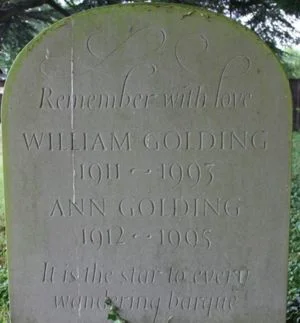 Remember with love
WILLIAM GOLDING
1911 ~ 1993
ANN GOLDING
1912 ~ 1995
It is the star to every
wandering barque